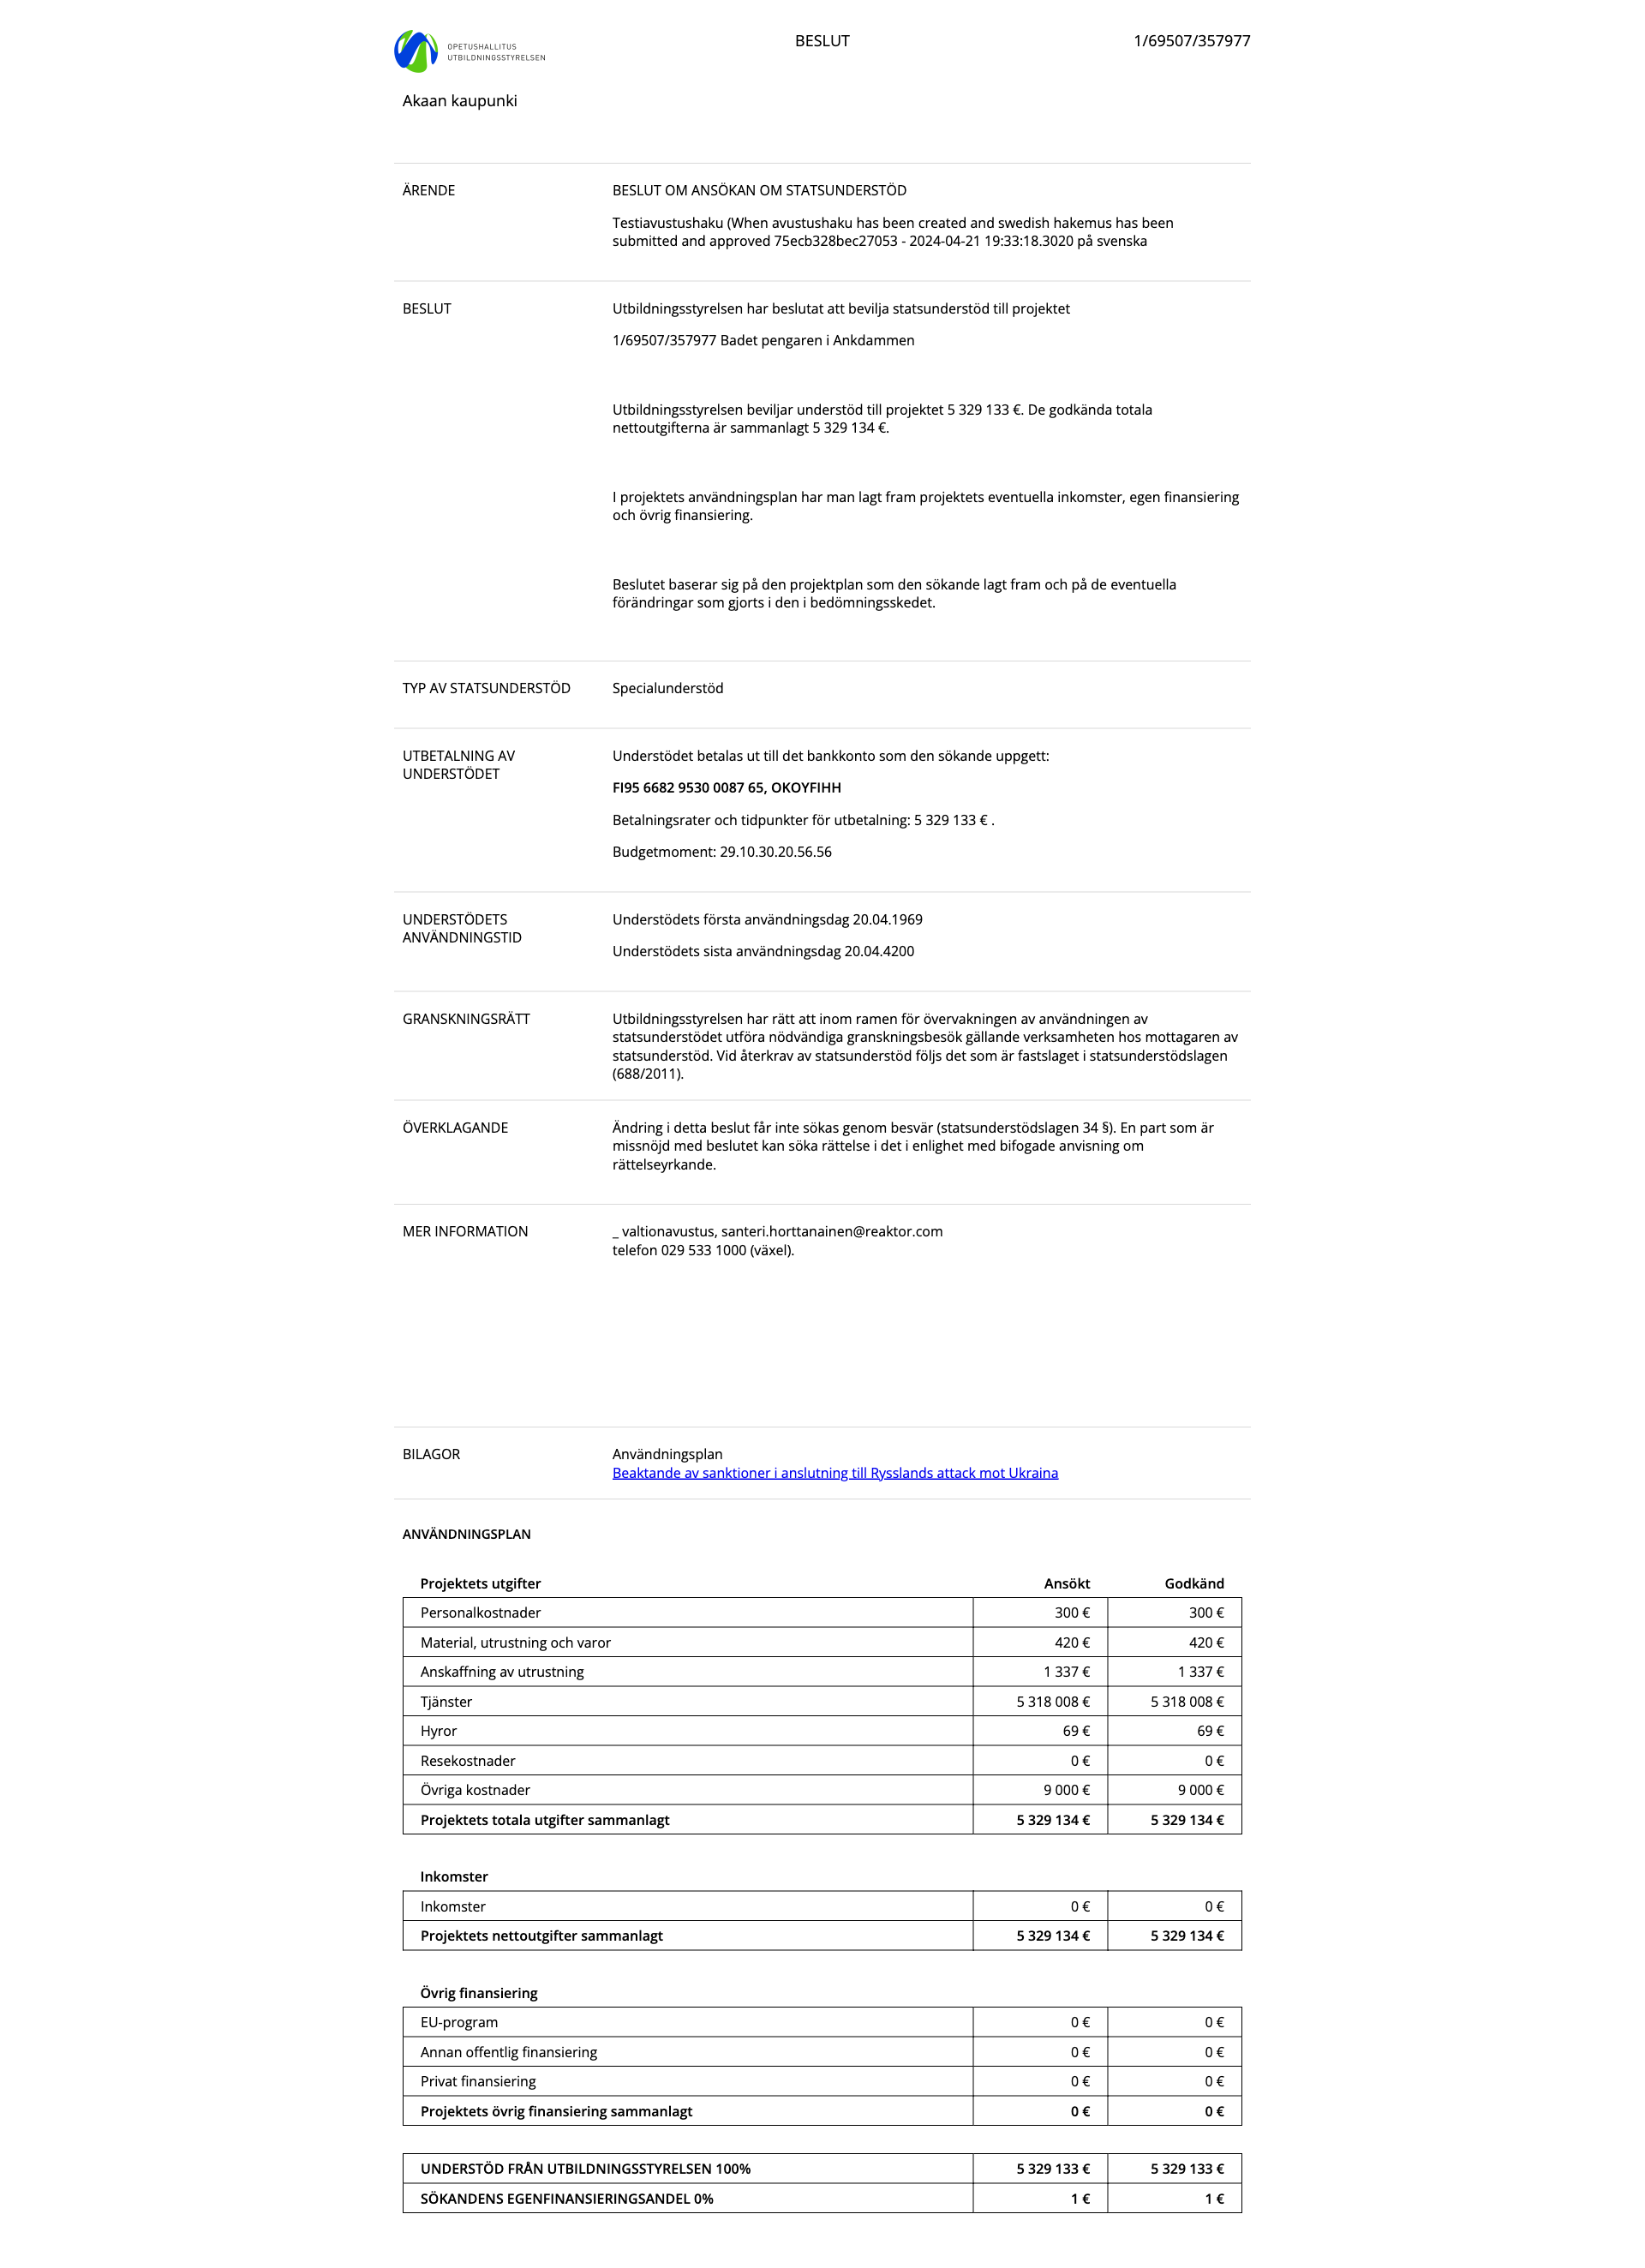 OPETUSHALLITUS
UTBILDNINGSSTYRELSEN
BESLUT
1/69507/357977
Akaan kaupunki
ÄRENDE
BESLUT OM ANSÖKAN OM STATSUNDERSTÖD
Testiavustushaku (When avustushaku has been created and swedish hakemus has been
submitted and approved 75ecb328bec27053 - 2024-04-21 19:33:18.3020 på svenska
BESLUT
Utbildningsstyrelsen har beslutat att bevilja statsunderstöd till projektet
1/69507/357977 Badet pengaren i Ankdammen
Utbildningsstyrelsen beviljar understöd till projektet 5 329 133 €. De godkända totala
nettoutgifterna är sammanlagt 5 329 134 €.
I projektets användningsplan har man lagt fram projektets eventuella inkomster, egen finansiering
och övrig finansiering.
Beslutet baserar sig på den projektplan som den sökande lagt fram och på de eventuella
förändringar som gjorts i den i bedömningsskedet.
TYP AV STATSUNDERSTÖD
Specialunderstöd
UTBETALNING AV
UNDERSTÖDET
Understödet betalas ut till det bankkonto som den sökande uppgett:
FI95 6682 9530 0087 65, OKOYFIHH
Betalningsrater och tidpunkter för utbetalning: 5 329 133 € .
Budgetmoment: 29.10.30.20.56.56
UNDERSTÖDETS
ANVÄNDNINGSTID
Understödets första användningsdag 20.04.1969
Understödets sista användningsdag 20.04.4200
GRANSKNINGSRÄTT
Utbildningsstyrelsen har rätt att inom ramen för övervakningen av användningen av
statsunderstödet utföra nödvändiga granskningsbesök gällande verksamheten hos mottagaren av
statsunderstöd. Vid återkrav av statsunderstöd följs det som är fastslaget i statsunderstödslagen
(688/2011).
ÖVERKLAGANDE
Ändring i detta beslut får inte sökas genom besvär (statsunderstödslagen 34 §). En part som är
missnöjd med beslutet kan söka rättelse i det i enlighet med bifogade anvisning om
rättelseyrkande.
MER INFORMATION
_ valtionavustus, santeri.horttanainen@reaktor.com
telefon 029 533 1000 (växel).
BILAGOR
Användningsplan
Beaktande av sanktioner i anslutning till Rysslands attack mot Ukraina
ANVÄNDNINGSPLAN
Projektets utgifter Ansökt Godkänd
Personalkostnader 300 € 300 €
Material, utrustning och varor 420 € 420 €
Anskaffning av utrustning 1 337 € 1 337 €
Tjänster 5 318 008 € 5 318 008 €
Hyror 69 € 69 €
Resekostnader 0 € 0 €
Övriga kostnader 9 000 € 9 000 €
Projektets totala utgifter sammanlagt 5 329 134 € 5 329 134 €
Inkomster
Inkomster 0 € 0 €
Projektets nettoutgifter sammanlagt 5 329 134 € 5 329 134 €
Övrig finansiering
EU-program 0 € 0 €
Annan offentlig finansiering 0 € 0 €
Privat finansiering 0 € 0 €
Projektets övrig finansiering sammanlagt 0 € 0 €
UNDERSTÖD FRÅN UTBILDNINGSSTYRELSEN 100% 5 329 133 € 5 329 133 €
SÖKANDENS EGENFINANSIERINGSANDEL 0% 1 € 1 €